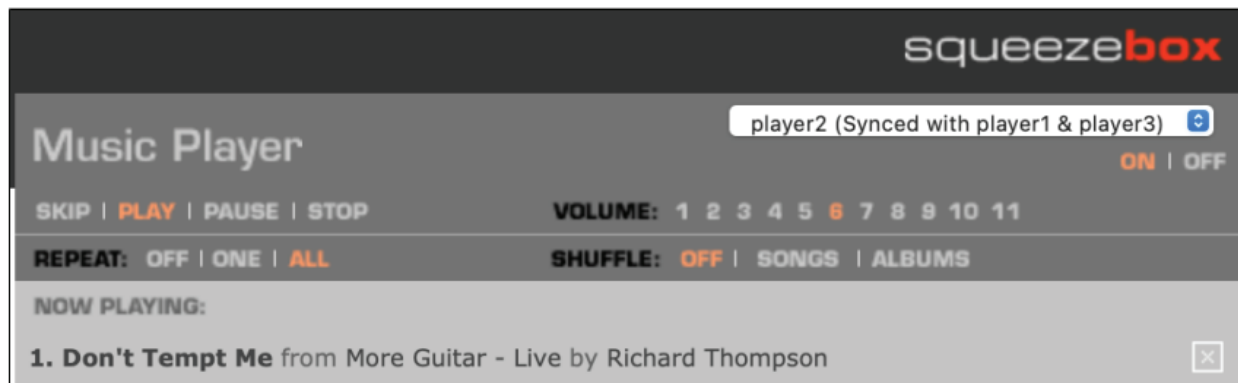 squeezebox
Music Player
player2 (Synced with player1 & player3)
ON | OFF
SKIP | PLAY | PAUSE | STOP
VOLUME: 1 2 3 4 5 6 7 8 9 10 11
REPEAT: OFF | ONE | ALL
SHUFFLE: OFF | SONGS | ALBUMS
NOW PLAYING:
1. Don't Tempt Me from More Guitar - Live by Richard Thompson